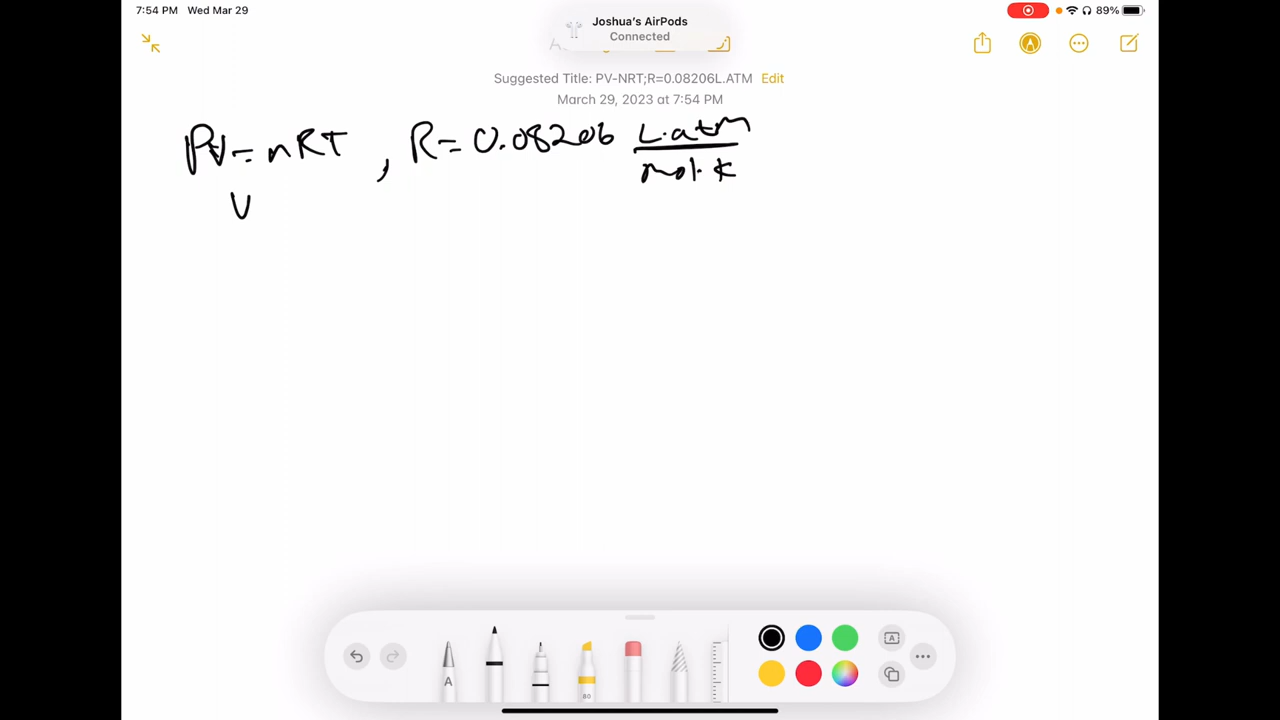 7:54 PM Wed Mar 29
Joshua's AirPods
Connected
89%
Suggested Title: PV-NRT;R=0.08206L.ATM Edit
March 29, 2023 at 7:54 PM
PV=nRT , R=0.08206 L·atm
mol·K
V
A
80
A